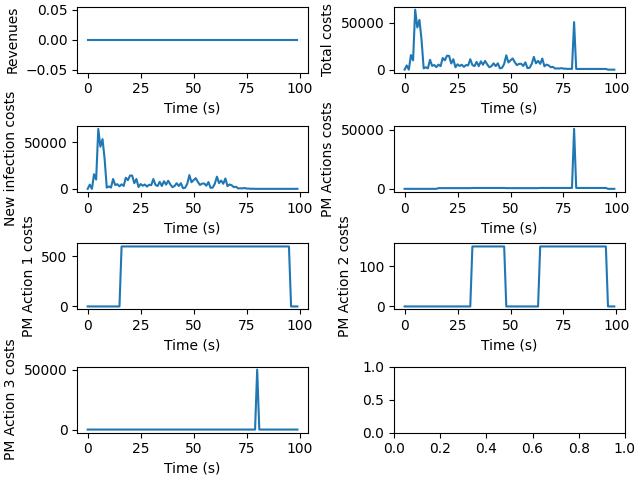 Revenues
0.05
0.00
−0.05
0 25 50 75 100
Time (s)
Total costs
50000
0
0 25 50 75 100
Time (s)
New infection costs
50000
0
0 25 50 75 100
Time (s)
PM Actions costs
50000
0
0 25 50 75 100
Time (s)
PM Action 1 costs
500
0
0 25 50 75 100
Time (s)
PM Action 2 costs
100
0
0 25 50 75 100
Time (s)
PM Action 3 costs
50000
0
0 25 50 75 100
Time (s)
1.0
0.5
0.0
0.0 0.2 0.4 0.6 0.8 1.0